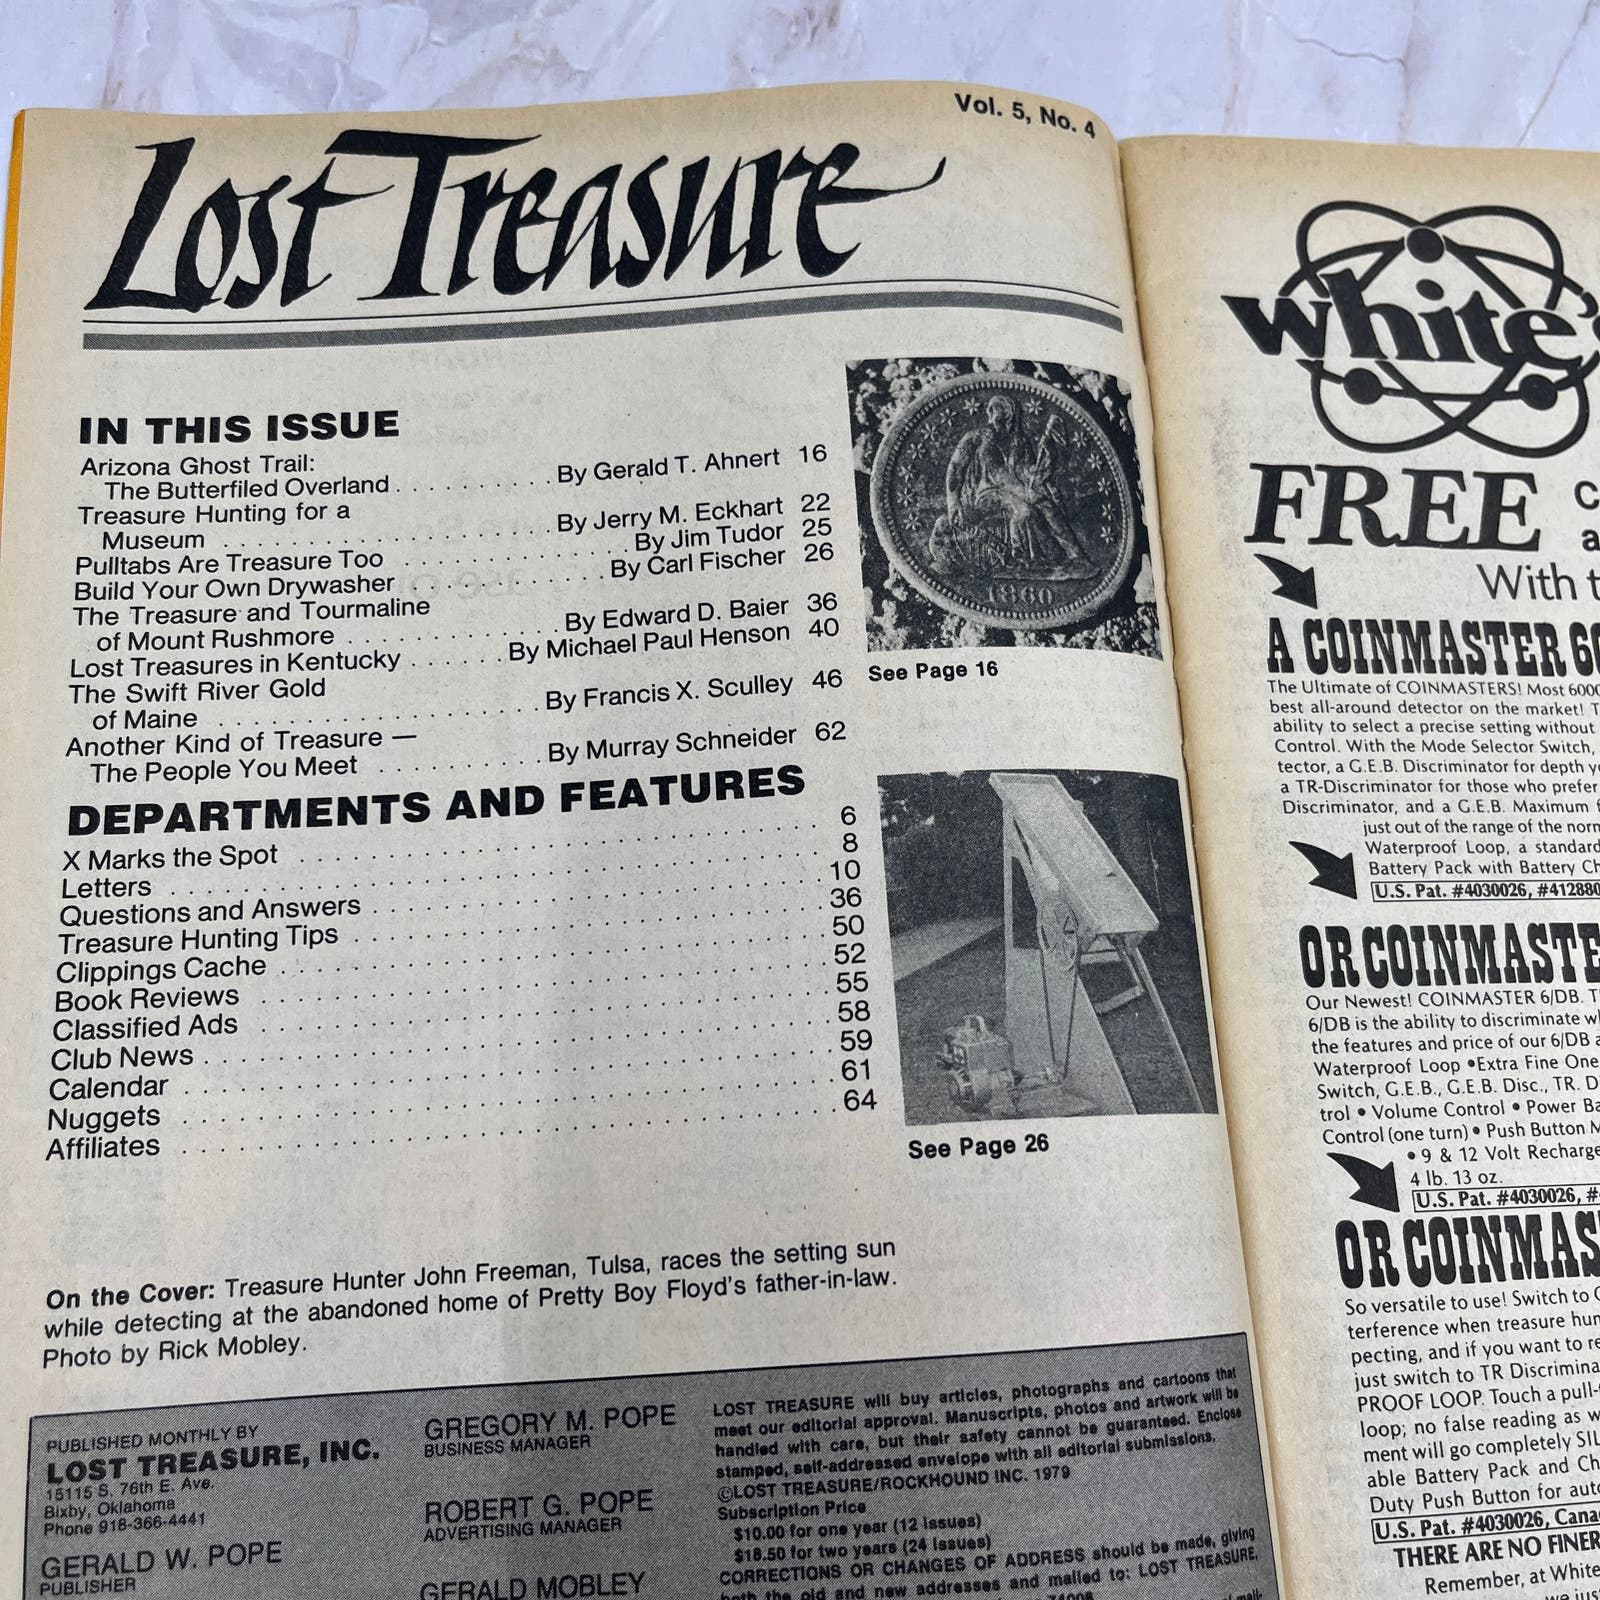 Vol. 5, No. 4
Lost Treasure
IN THIS ISSUE
Arizona Ghost Trail:
The Butterfiled Overland . . . . . . . . . . By Gerald T. Ahnert 16
Treasure Hunting for a
Museum . . . . . . . . . . By Jerry M. Eckhart 22
Pulltabs Are Treasure Too . . . . . . . . . . By Jim Tudor 25
Build Your Own Drywasher . . . . . . . . . . By Carl Fischer 26
The Treasure and Tourmaline
of Mount Rushmore . . . . . . . . . . By Edward D. Baier 36
Lost Treasures in Kentucky . . . . . . . By Michael Paul Henson 40
The Swift River Gold
of Maine . . . . . . . . . . By Francis X. Sculley 46
Another Kind of Treasure —
The People You Meet . . . . . . . . . . By Murray Schneider 62
1860
See Page 16
DEPARTMENTS AND FEATURES
X Marks the Spot . . . . . . . . . . 6
Letters . . . . . . . . . . 8
Questions and Answers . . . . . . . . . . 10
Treasure Hunting Tips . . . . . . . . . . 36
Clippings Cache . . . . . . . . . . 50
Book Reviews . . . . . . . . . . 52
Classified Ads . . . . . . . . . . 55
Club News . . . . . . . . . . 58
Calendar . . . . . . . . . . 59
Nuggets . . . . . . . . . . 61
Affiliates . . . . . . . . . . 64
See Page 26
On the Cover: Treasure Hunter John Freeman, Tulsa, races the setting sun
while detecting at the abandoned home of Pretty Boy Floyd's father-in-law.
Photo by Rick Mobley.
PUBLISHED MONTHLY BY
LOST TREASURE, INC.
15115 S. 76th E. Ave.
Bixby, Oklahoma
Phone 918-366-4441
GERALD W. POPE
PUBLISHER
GREGORY M. POPE
BUSINESS MANAGER
ROBERT G. POPE
ADVERTISING MANAGER
GERALD MOBLEY
LOST TREASURE will buy articles, photographs and cartoons that
meet our editorial approval. Manuscripts, photos and artwork will be
handled with care, but their safety cannot be guaranteed. Enclose
stamped, self-addressed envelope with all editorial submissions.
©LOST TREASURE/ROCKHOUND INC. 1979
Subscription Price
$10.00 for one year (12 issues)
$18.50 for two years (24 issues)
CORRECTIONS OR CHANGES OF ADDRESS should be made, giving
both the old and new addresses and mailed to: LOST TREASURE,
white's
FREE
With
A COINMASTER
The Ultimate of COINMASTERS! Most 6000
best all-around detector on the market!
ability to select a precise setting without
Control. With the Mode Selector Switch,
tector, a G.E.B. Discriminator for depth
a TR-Discriminator for those who prefer
Discriminator, and a G.E.B. Maximum
just out of the range of the
Waterproof Loop, a standard
Battery Pack with Battery
U.S. Pat. #4030026,
OR COINMASTE
Our Newest! COINMASTER 6/DB.
6/DB is the ability to discriminate
the features and price of our 6/DB
Waterproof Loop •Extra Fine One
Switch, G.E.B., G.E.B. Disc., TR. D
trol • Volume Control • Power
Control (one turn) • Push Button
• 9 & 12 Volt Recharge
4 lb. 13 oz.
U.S. Pat. #4030026,
OR COINMAS
So versatile to use! Switch to
terference when treasure
pecting, and if you want to
just switch to TR Discrimina
PROOF LOOP. Touch a
loop; no false reading as
ment will go completely
able Battery Pack and
Duty Push Button for
U.S. Pat. #4030026,
THERE ARE NO FINER
Remember, at White